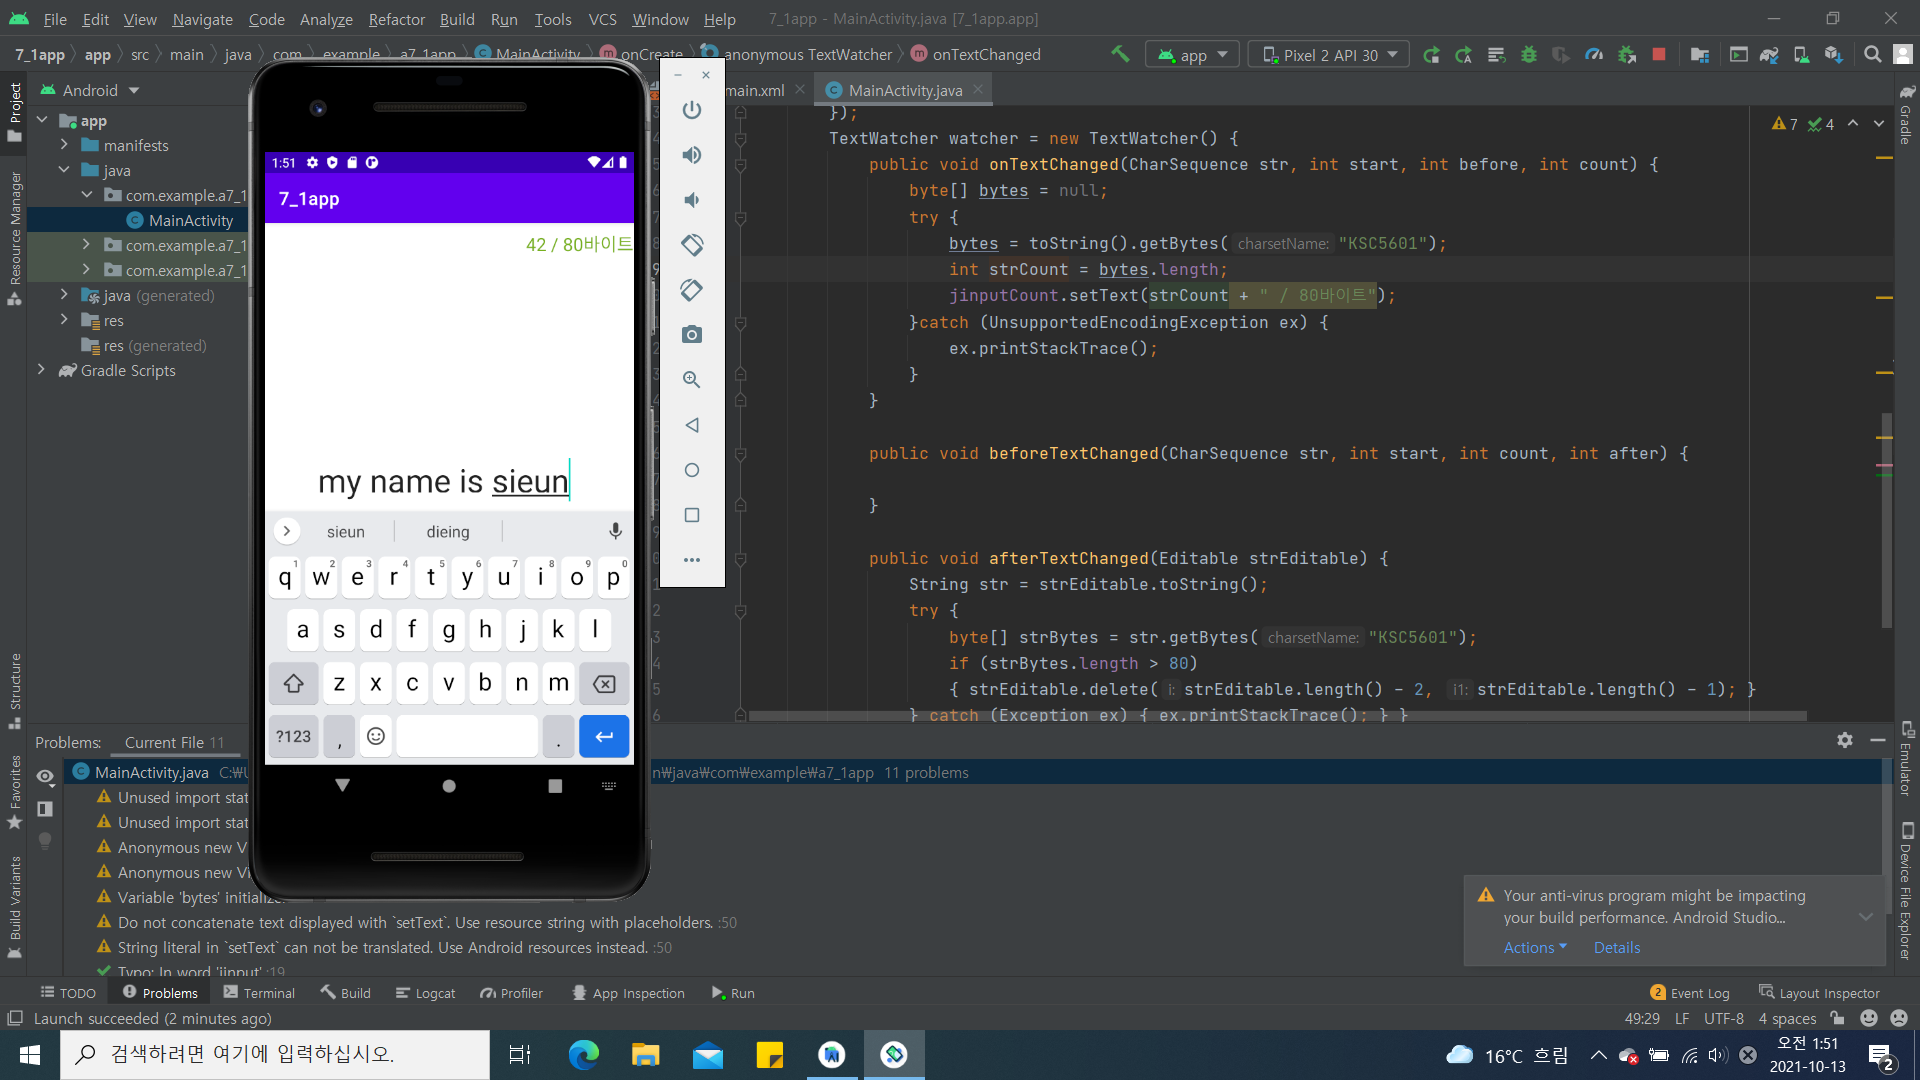 File Edit View Navigate Code Analyze Refactor Build Run Tools VCS Window Help 7_1app - MainActivity.java [7_1app.app]
7_1app app src main java com example a7_1app MainActivity onCreate anonymous TextWatcher onTextChanged
app Pixel 2 API 30
Project
Resource Manager
Structure
Favorites
Build Variants
Android
app
manifests
java
com.example.a7_1
MainActivity
com.example.a7_1
com.example.a7_1
java (generated)
res
res (generated)
Gradle Scripts
1:51
7_1app
42 / 80바이트
my name is sieun
sieun dieing
q1 w2 e3 r4 t5 y6 u7 i8 o9 p0
a s d f g h j k l
z x c v b n m
?123 , .
main.xml MainActivity.java
7 4
});
TextWatcher watcher = new TextWatcher() {
public void onTextChanged(CharSequence str, int start, int before, int count) {
byte[] bytes = null;
try {
bytes = toString().getBytes( charsetName: "KSC5601");
int strCount = bytes.length;
jinputCount.setText(strCount + " / 80바이트");
}catch (UnsupportedEncodingException ex) {
ex.printStackTrace();
}
}
public void beforeTextChanged(CharSequence str, int start, int count, int after) {
}
public void afterTextChanged(Editable strEditable) {
String str = strEditable.toString();
try {
byte[] strBytes = str.getBytes( charsetName: "KSC5601");
if (strBytes.length > 80)
{ strEditable.delete( i: strEditable.length() - 2, i1: strEditable.length() - 1); }
} catch (Exception ex) { ex.printStackTrace(); } }
Gradle
Emulator
Device File Explorer
Problems: Current File 11
MainActivity.java C:₩U n₩java₩com₩example₩a7_1app 11 problems
Unused import stat
Unused import stat
Anonymous new V
Anonymous new Vi
Variable 'bytes' initialize
Do not concatenate text displayed with `setText`. Use resource string with placeholders. :50
String literal in `setText` can not be translated. Use Android resources instead. :50
Typo: In word 'jinput' :19
Your anti-virus program might be impacting
your build performance. Android Studio...
Actions Details
TODO Problems Terminal Build Logcat Profiler App Inspection Run 2 Event Log Layout Inspector
Launch succeeded (2 minutes ago) 49:29 LF UTF-8 4 spaces
검색하려면 여기에 입력하십시오.
16°C 흐림
오전 1:51
2021-10-13
2